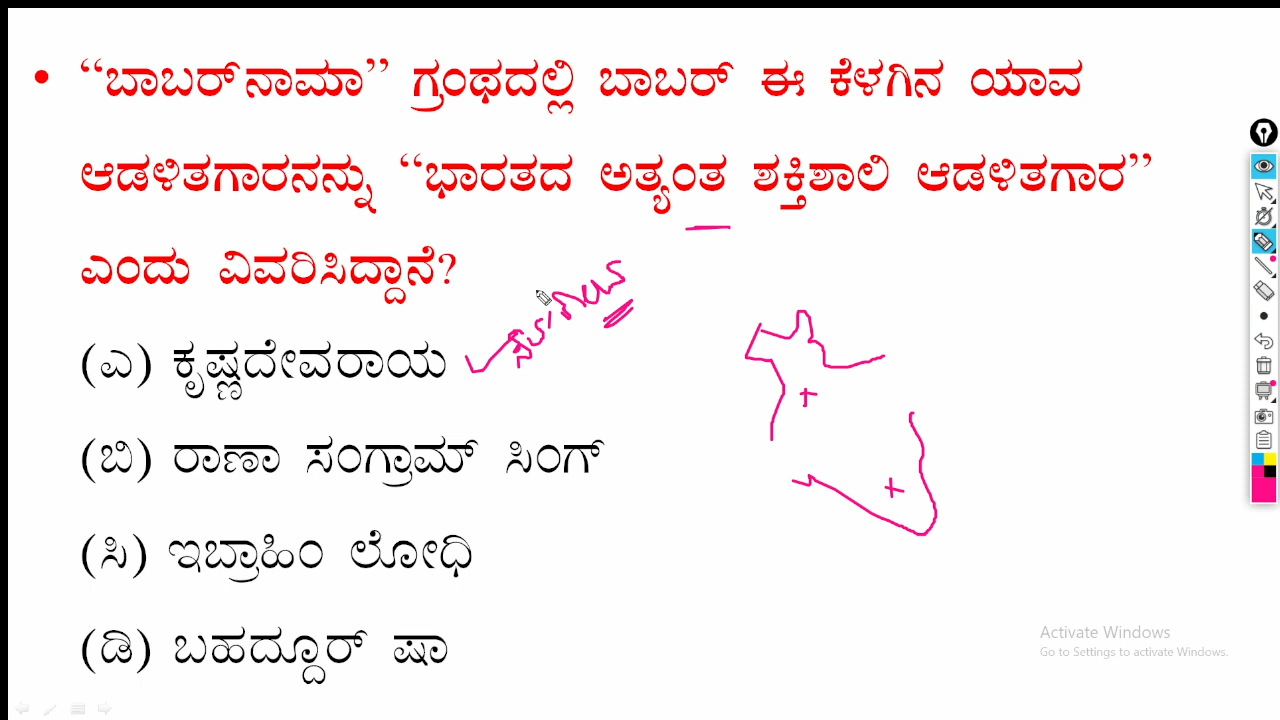 • “ಬಾಬರ್‌ನಾಮಾ” ಗ್ರಂಥದಲ್ಲಿ ಬಾಬರ್ ಈ ಕೆಳಗಿನ ಯಾವ
ಆಡಳಿತಗಾರನನ್ನು “ಭಾರತದ ಅತ್ಯಂತ ಶಕ್ತಿಶಾಲಿ ಆಡಳಿತಗಾರ”
ಎಂದು ವಿವರಿಸಿದ್ದಾನೆ?
(ಎ) ಕೃಷ್ಣದೇವರಾಯ
(ಬಿ) ರಾಣಾ ಸಂಗ್ರಾಮ್ ಸಿಂಗ್
(ಸಿ) ಇಬ್ರಾಹಿಂ ಲೋಧಿ
(ಡಿ) ಬಹದ್ದೂರ್ ಷಾ
Activate Windows
Go to Settings to activate Windows.